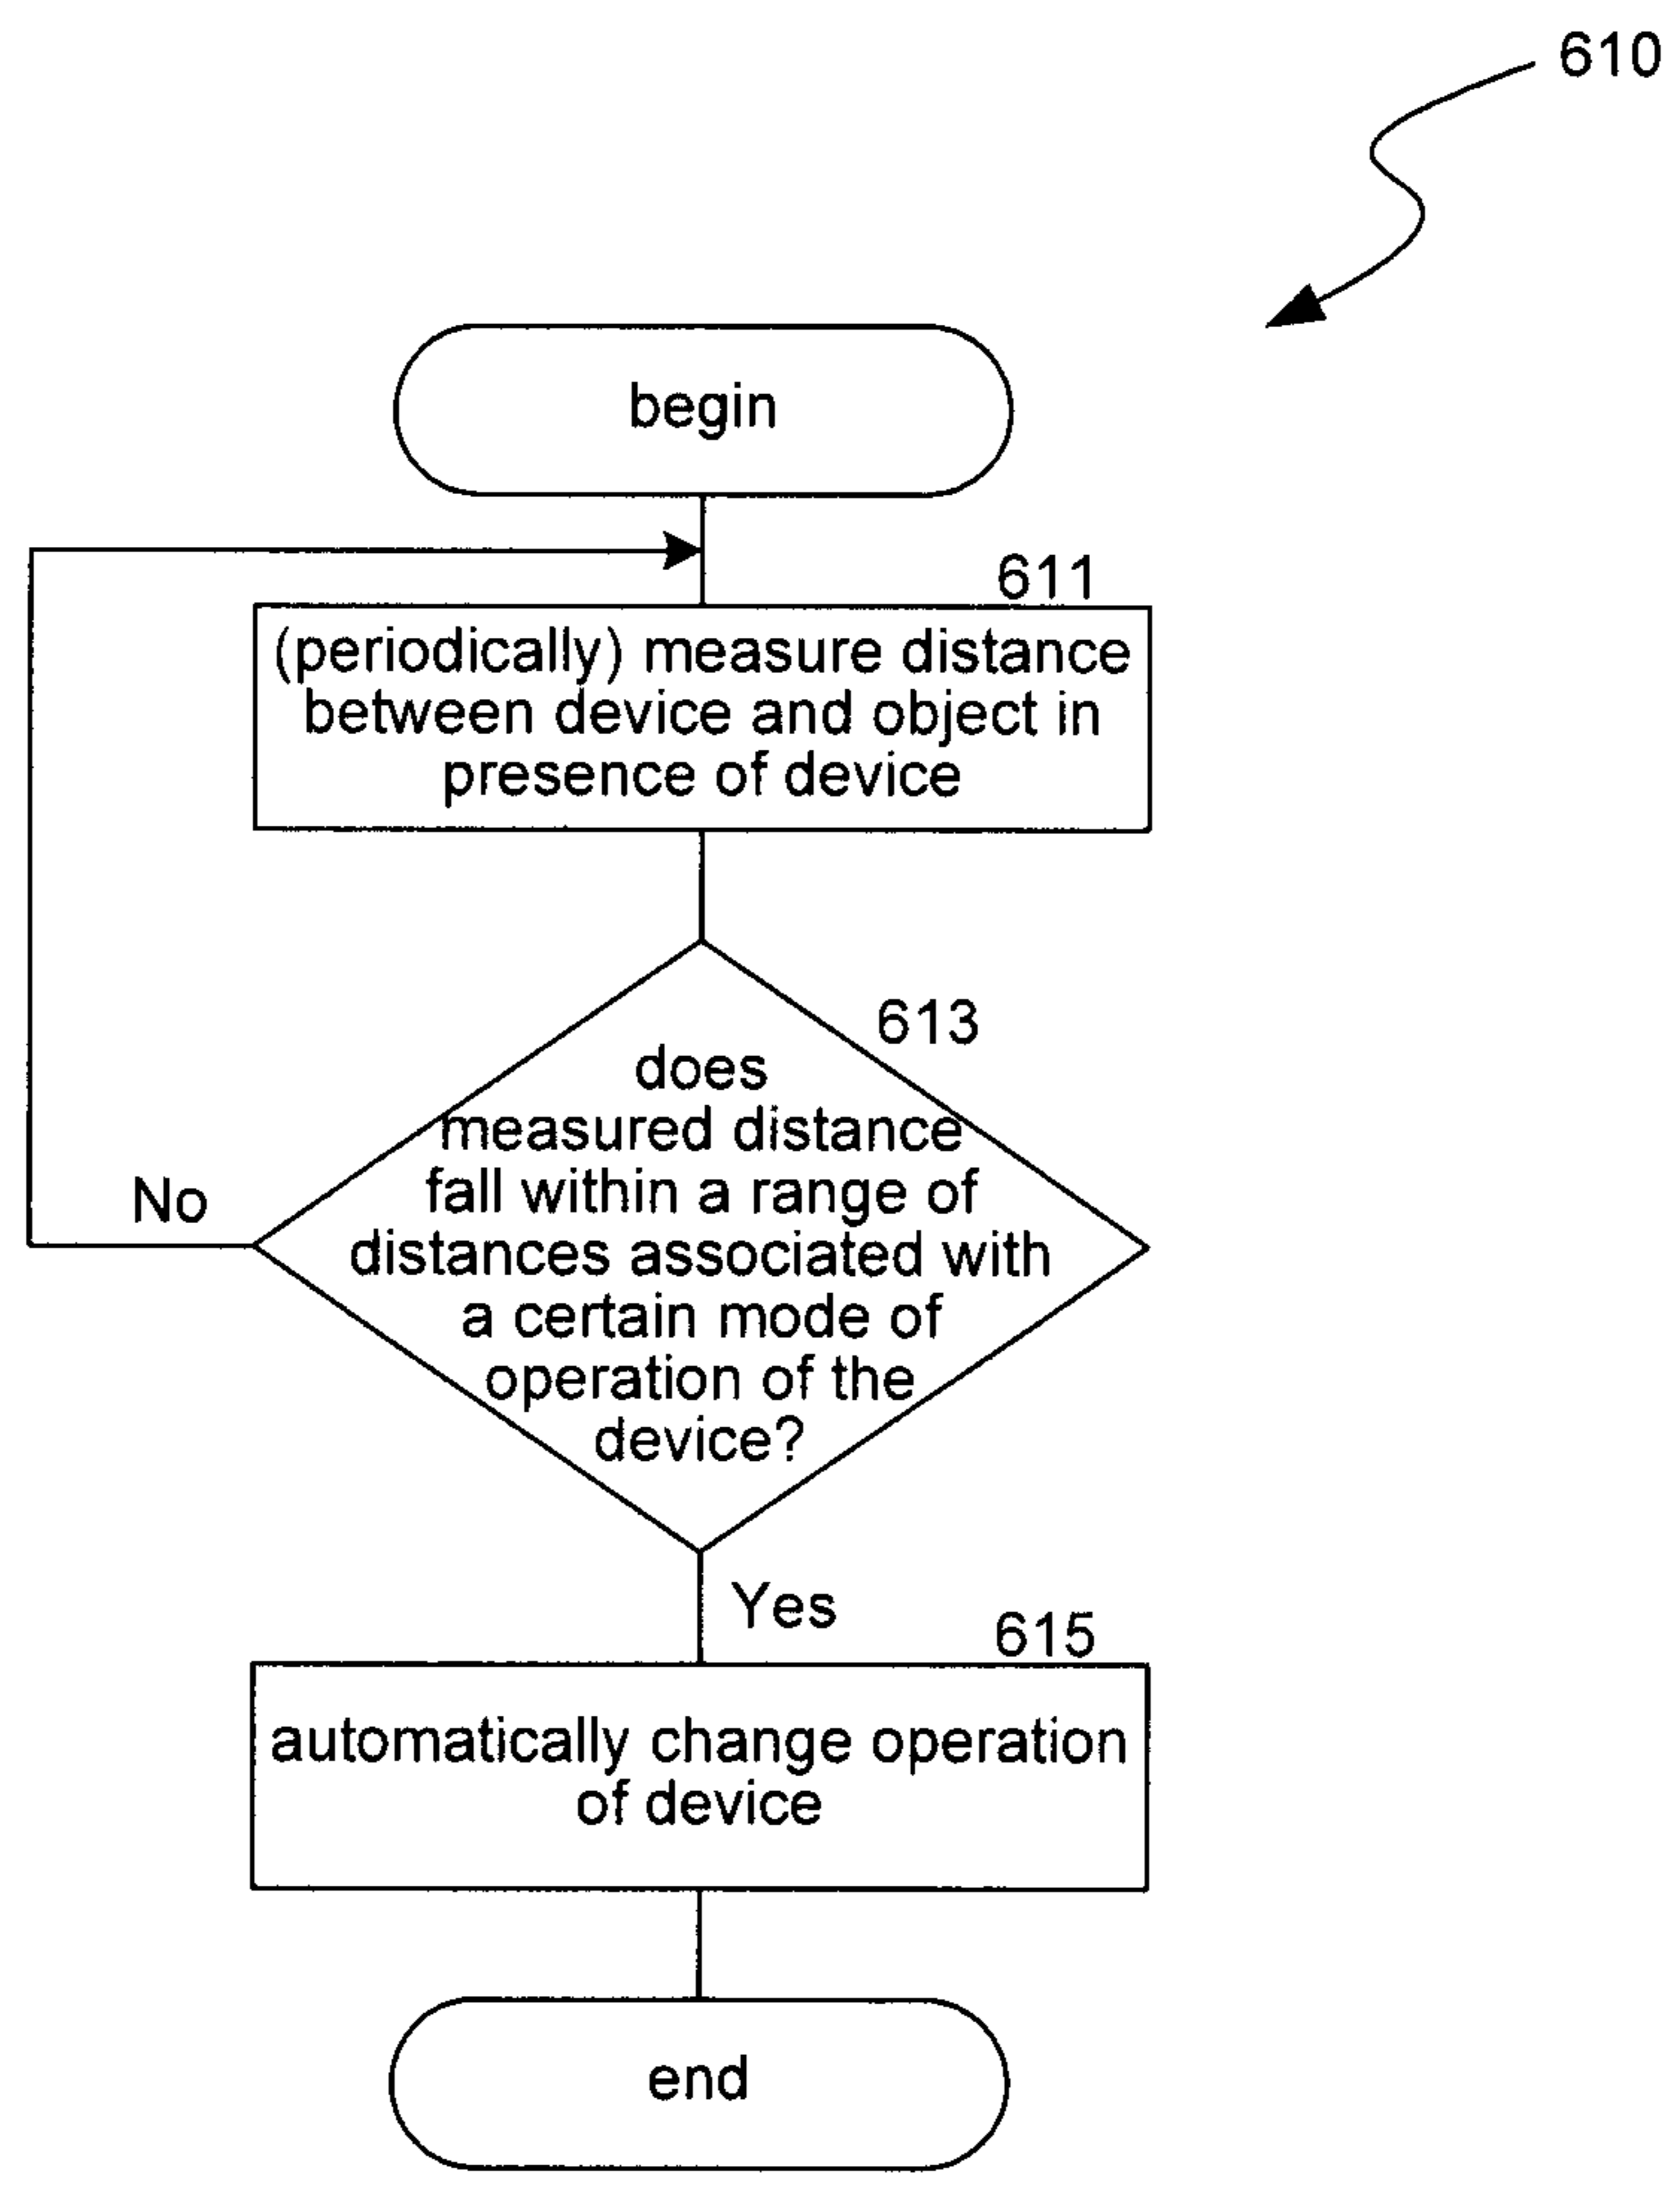 610
begin
611
(periodically) measure distance
between device and object in
presence of device
613
does
measured distance
fall within a range of
distances associated with
a certain mode of
operation of the
device?
No
Yes
615
automatically change operation
of device
end